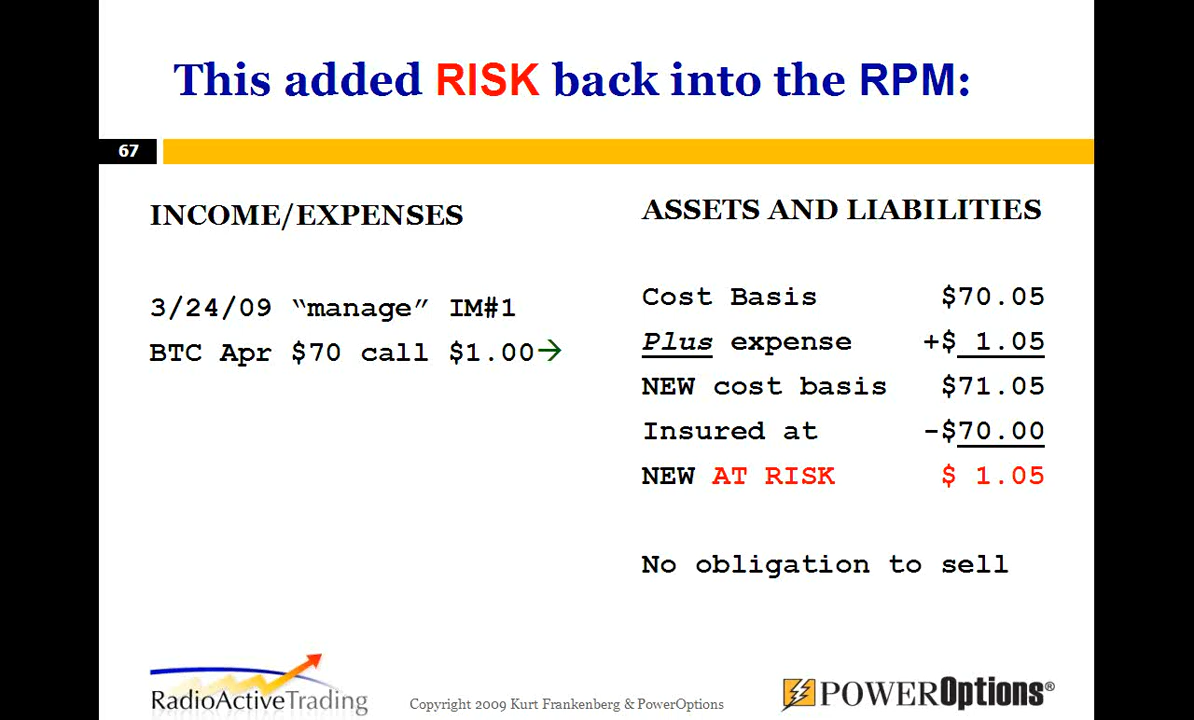 This added RISK back into the RPM:
67
INCOME/EXPENSES
3/24/09 “manage” IM#1
BTC Apr $70 call $1.00→
ASSETS AND LIABILITIES
Cost Basis $70.05
Plus expense +$ 1.05
NEW cost basis $71.05
Insured at -$70.00
NEW AT RISK $ 1.05
No obligation to sell
RadioActiveTrading
Copyright 2009 Kurt Frankenberg & PowerOptions
POWEROptions®